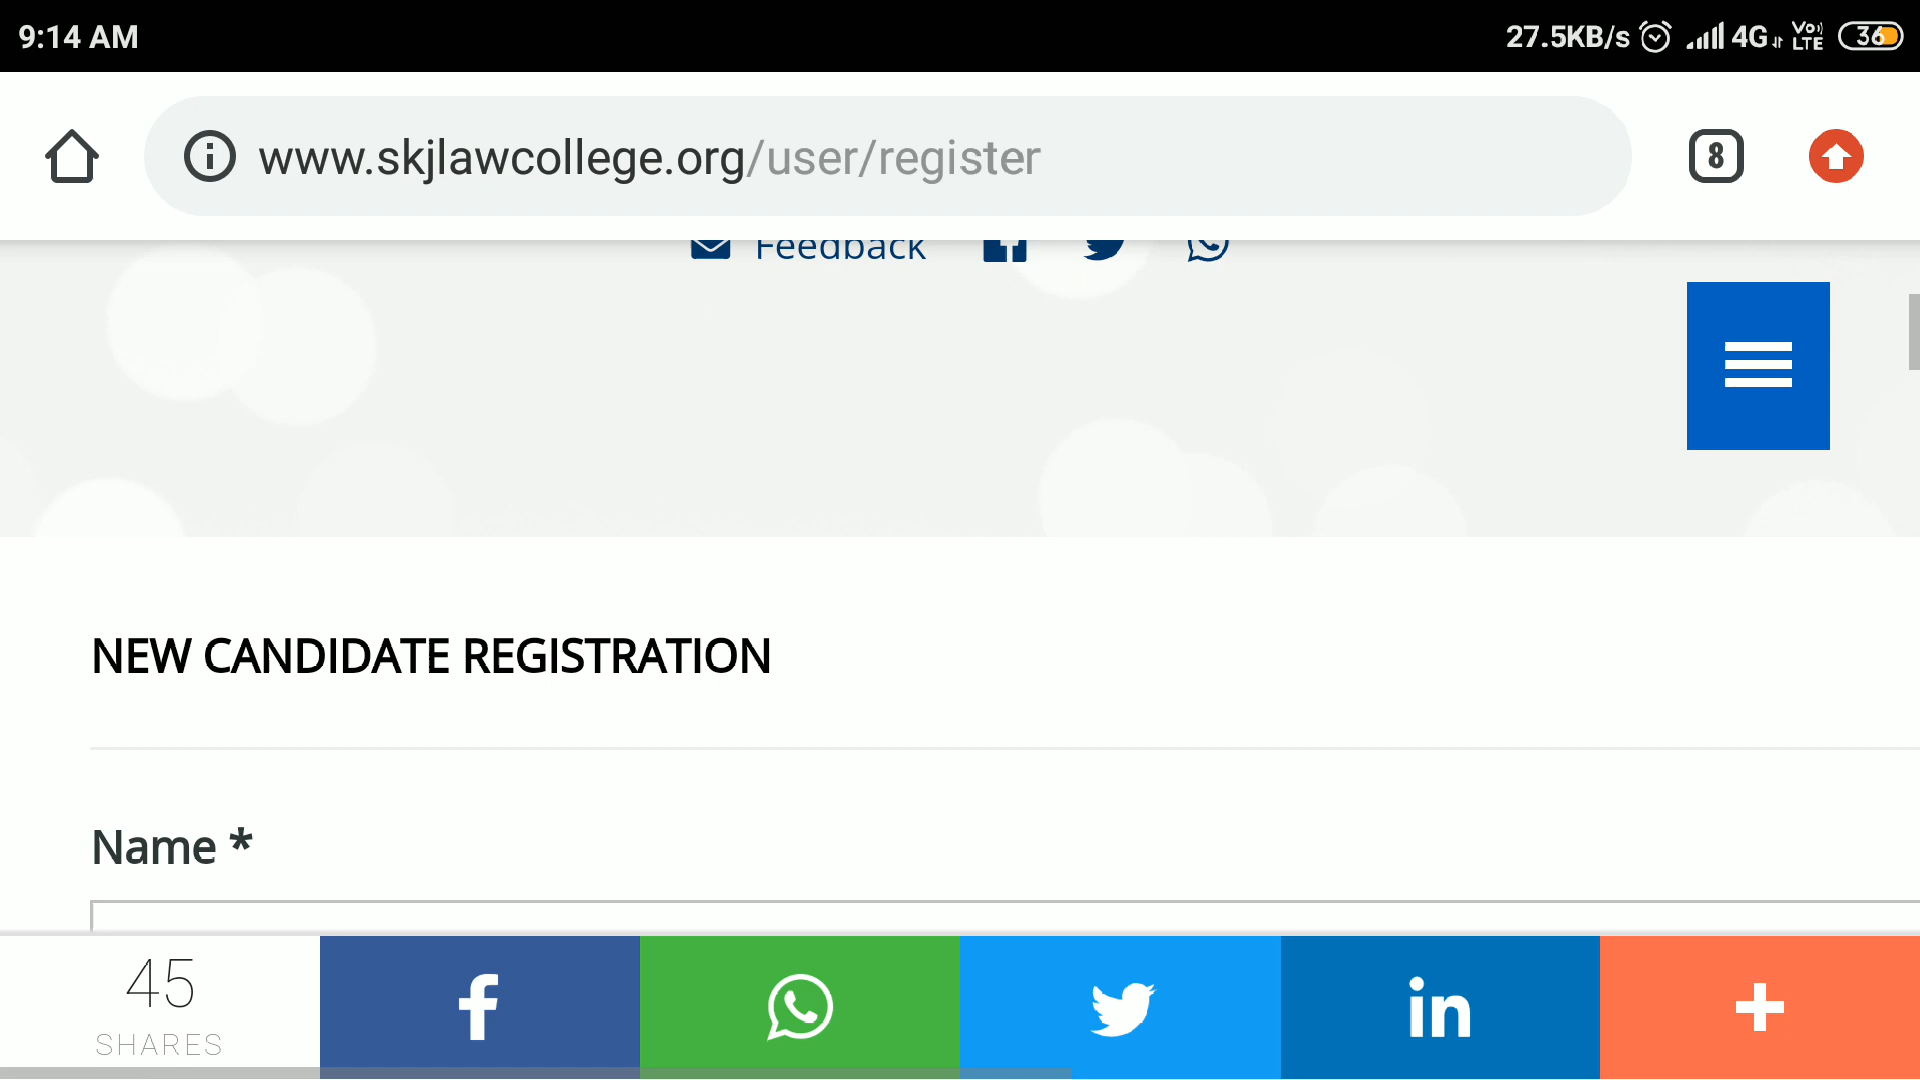 9:14 AM
27.5KB/s 4G Vo) LTE 36
www.skjlawcollege.org/user/register
8
Feedback
NEW CANDIDATE REGISTRATION
Name *
45
SHARES